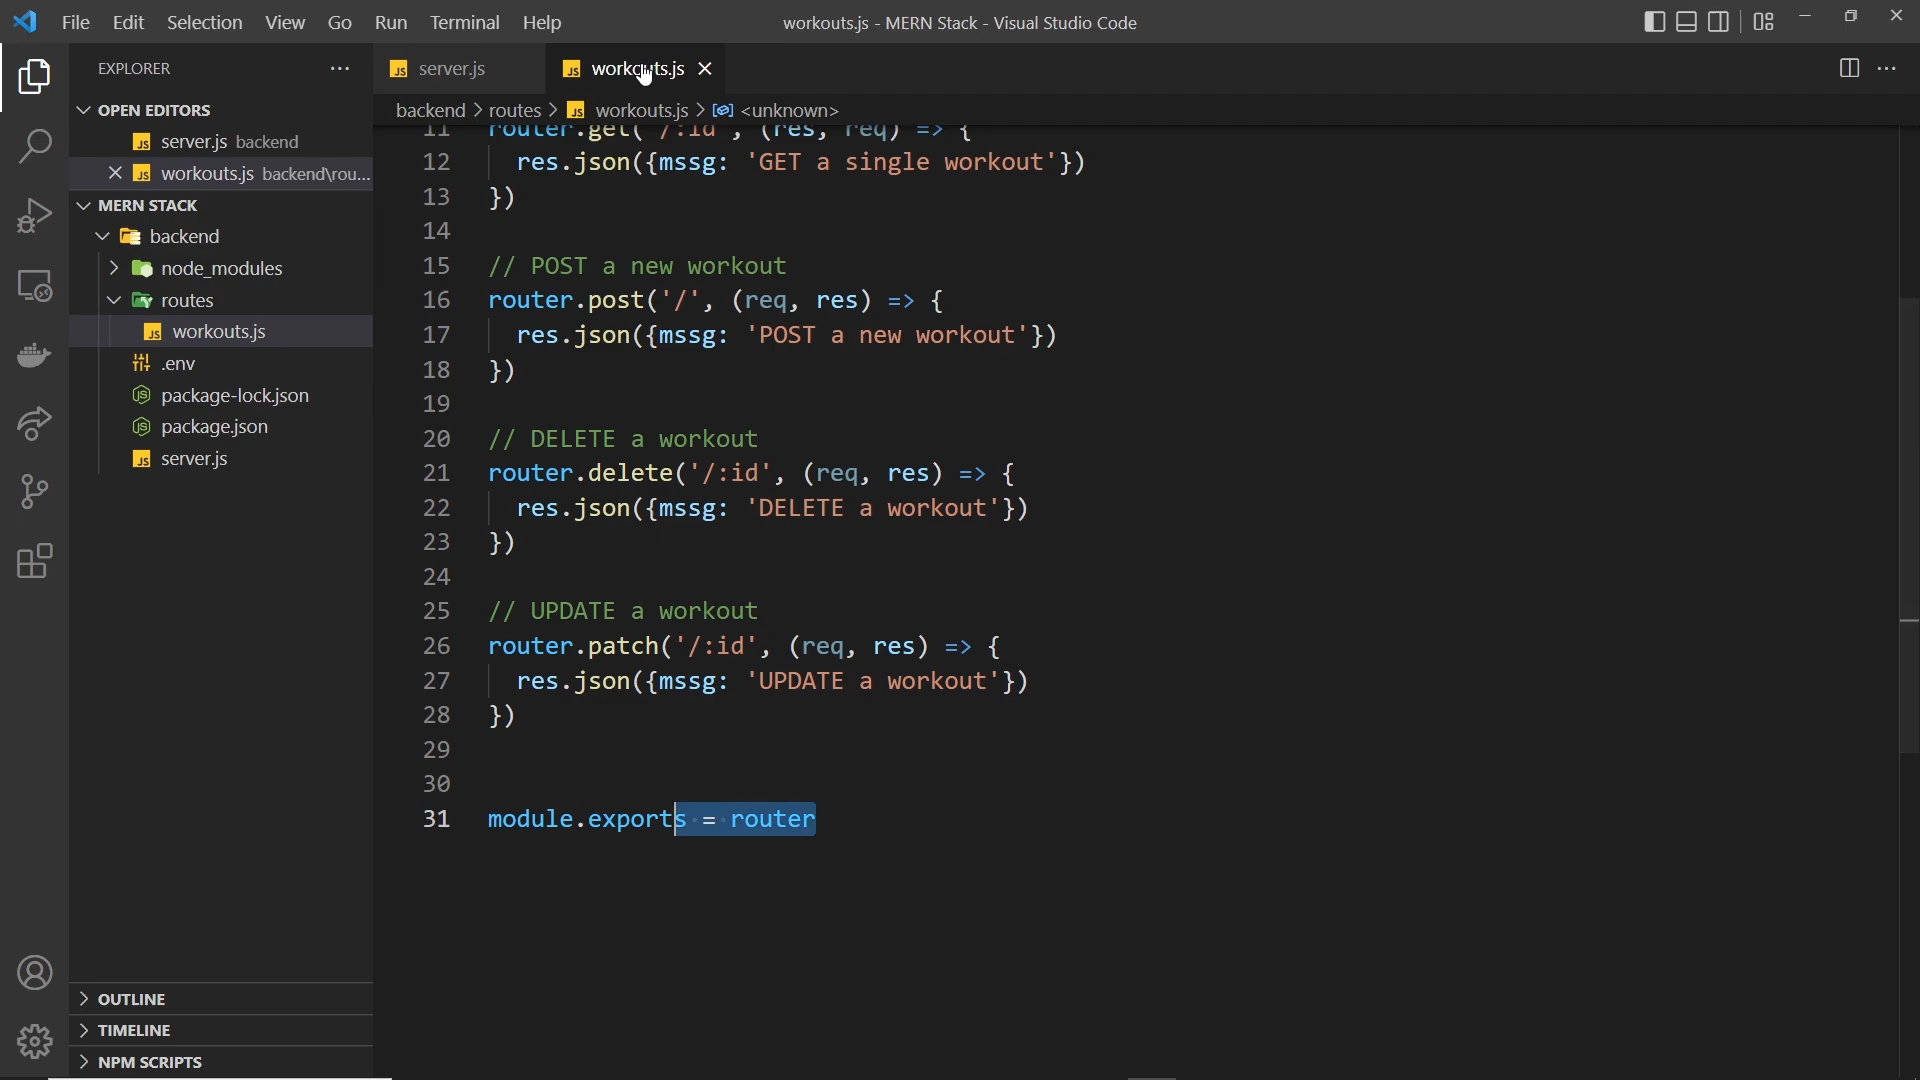 File Edit Selection View Go Run Terminal Help
workouts.js - MERN Stack - Visual Studio Code
EXPLORER
OPEN EDITORS
server.js backend
workouts.js backend\rou...
MERN STACK
backend
node_modules
routes
workouts.js
.env
package-lock.json
package.json
server.js
OUTLINE
TIMELINE
NPM SCRIPTS
server.js
workouts.js
backend > routes > workouts.js > <unknown>
11 router.get('/:id', (res, req) => {
12 res.json({mssg: 'GET a single workout'})
13 })
14
15 // POST a new workout
16 router.post('/', (req, res) => {
17 res.json({mssg: 'POST a new workout'})
18 })
19
20 // DELETE a workout
21 router.delete('/:id', (req, res) => {
22 res.json({mssg: 'DELETE a workout'})
23 })
24
25 // UPDATE a workout
26 router.patch('/:id', (req, res) => {
27 res.json({mssg: 'UPDATE a workout'})
28 })
29
30
31 module.exports = router